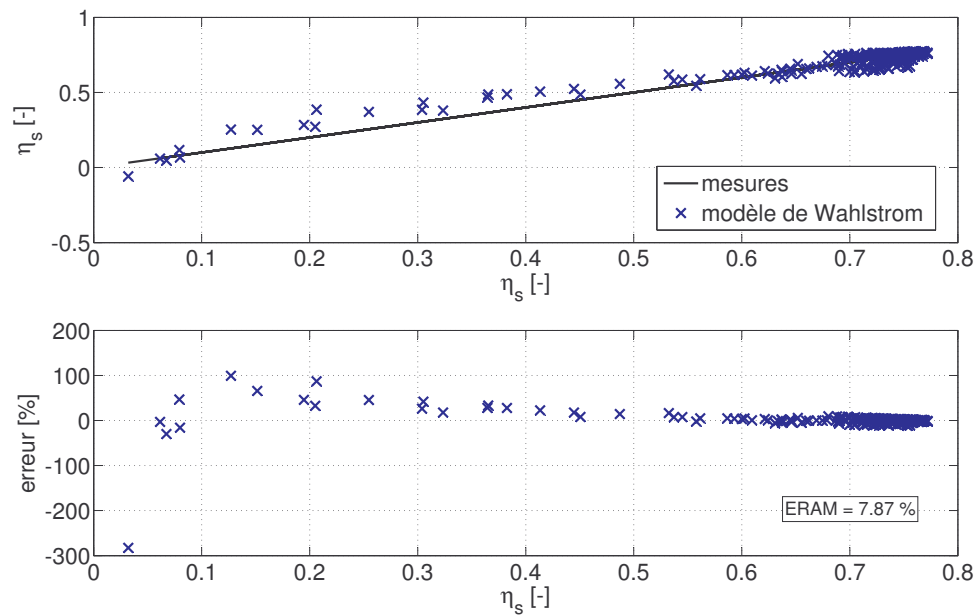 1
0.5
0
-0.5
η_s [-]
mesures
modèle de Wahlstrom
0 0.1 0.2 0.3 0.4 0.5 0.6 0.7 0.8
η_s [-]
200
100
0
-100
-200
-300
erreur [%]
ERAM = 7.87 %
0 0.1 0.2 0.3 0.4 0.5 0.6 0.7 0.8
η_s [-]